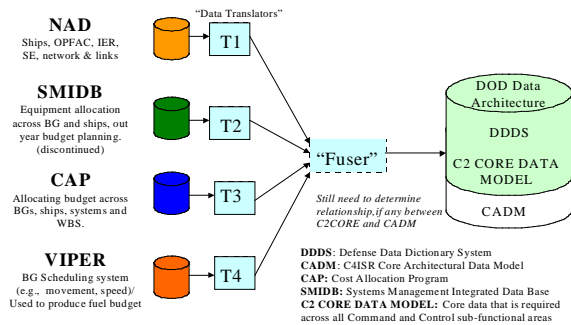 "Data Translators"
NAD
Ships, OPFAC, IER,
SE, network & links
T1
SMIDB
Equipment allocation
across BG and ships, out
year budget planning.
(discontinued)
T2
CAP
Allocating budget across
BGs, ships, systems and
WBS.
T3
VIPER
BG Scheduling system
(e.g., movement, speed)/
Used to produce fuel budget
T4
“Fuser”
Still need to determine
relationship,if any between
C2CORE and CADM
DOD Data
Architecture
DDDS
C2 CORE DATA
MODEL
CADM
DDDS: Defense Data Dictionary System
CADM: C4ISR Core Architectural Data Model
CAP: Cost Allocation Program
SMIDB: Systems Management Integrated Data Base
C2 CORE DATA MODEL: Core data that is required
across all Command and Control sub-functional areas